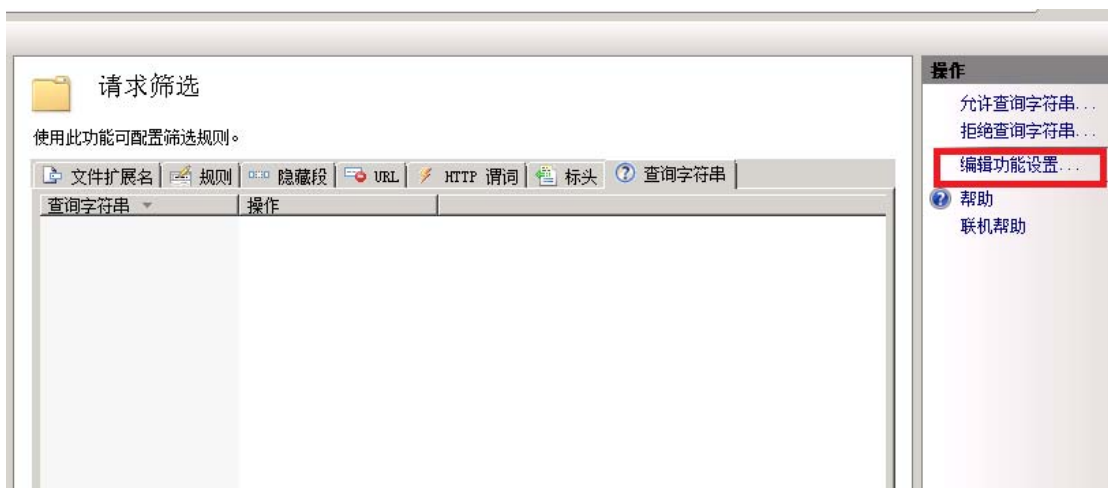 请求筛选
使用此功能可配置筛选规则。
文件扩展名 规则 隐藏段 URL HTTP 谓词 标头 查询字符串
查询字符串 操作
操作
允许查询字符串...
拒绝查询字符串...
编辑功能设置...
帮助
联机帮助